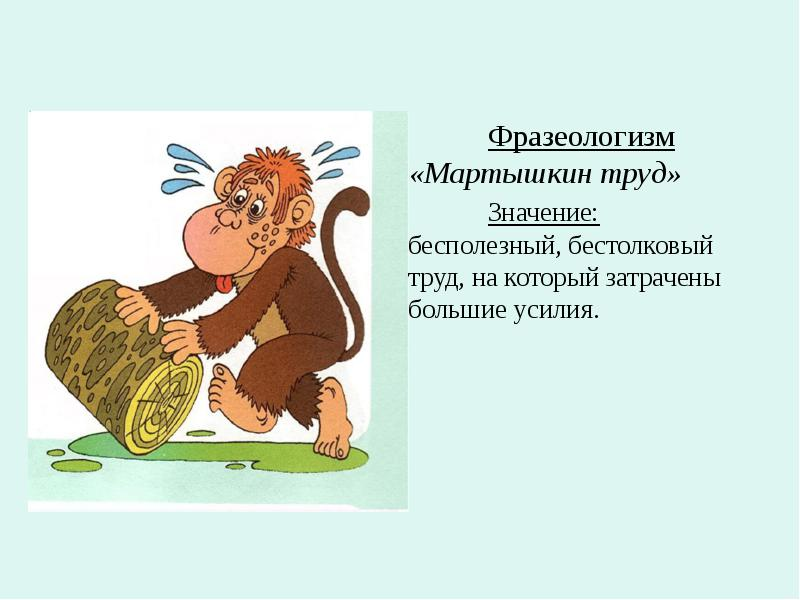 Фразеологизм
«Мартышкин труд»
Значение:
бесполезный, бестолковый
труд, на который затрачены
большие усилия.